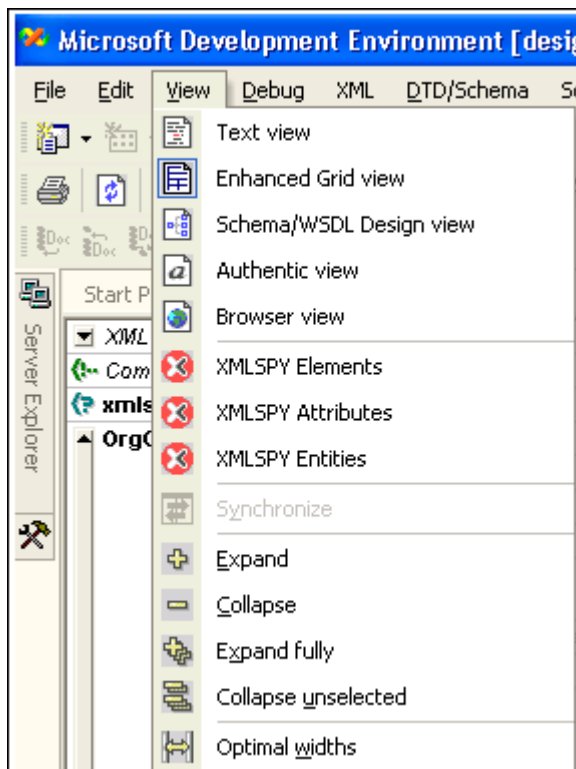 Microsoft Development Environment [desig
File Edit View Debug XML DTD/Schema
Text view
Enhanced Grid view
Schema/WSDL Design view
Authentic view
Browser view
XMLSPY Elements
XMLSPY Attributes
XMLSPY Entities
Synchronize
Expand
Collapse
Expand fully
Collapse unselected
Optimal widths
Start P
XML
Com
xmls
OrgC
Server Explorer